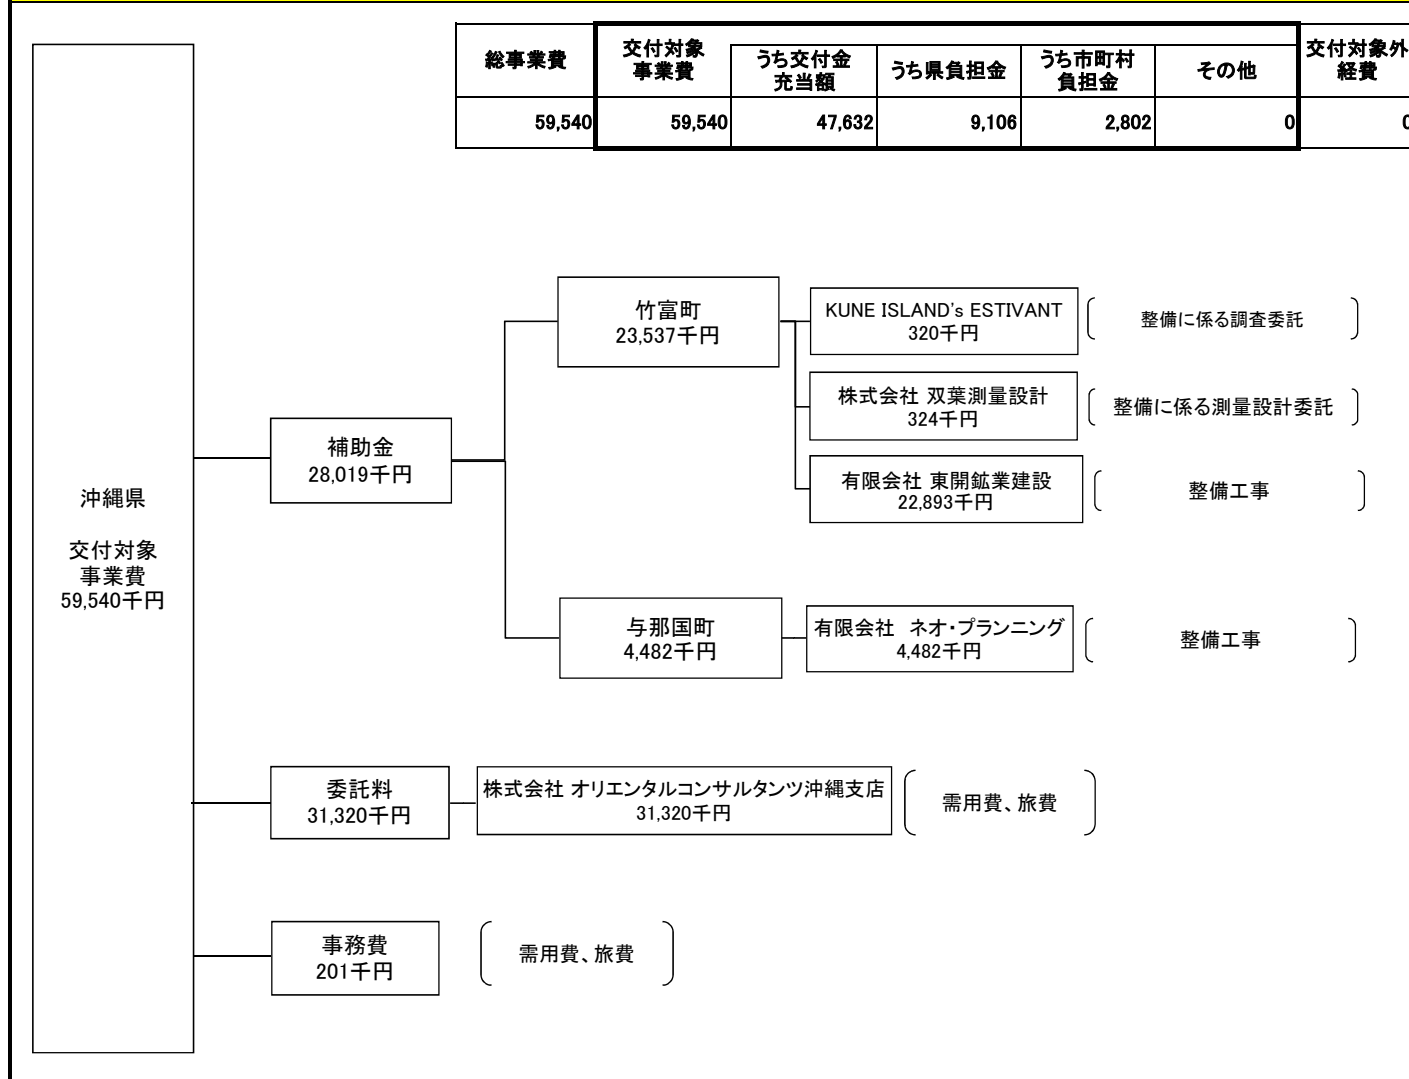 総事業費
交付対象
事業費
うち交付金
充当額
うち県負担金
うち市町村
負担金
その他
交付対象外
経費
59,540
59,540
47,632
9,106
2,802
0
0
沖縄県
交付対象
事業費
59,540千円
補助金
28,019千円
竹富町
23,537千円
KUNE ISLAND's ESTIVANT
320千円
整備に係る調査委託
株式会社 双葉測量設計
324千円
整備に係る測量設計委託
有限会社 東開鉱業建設
22,893千円
整備工事
与那国町
4,482千円
有限会社　ネオ・プランニング
4,482千円
整備工事
委託料
31,320千円
株式会社 オリエンタルコンサルタンツ沖縄支店
31,320千円
需用費、旅費
事務費
201千円
需用費、旅費